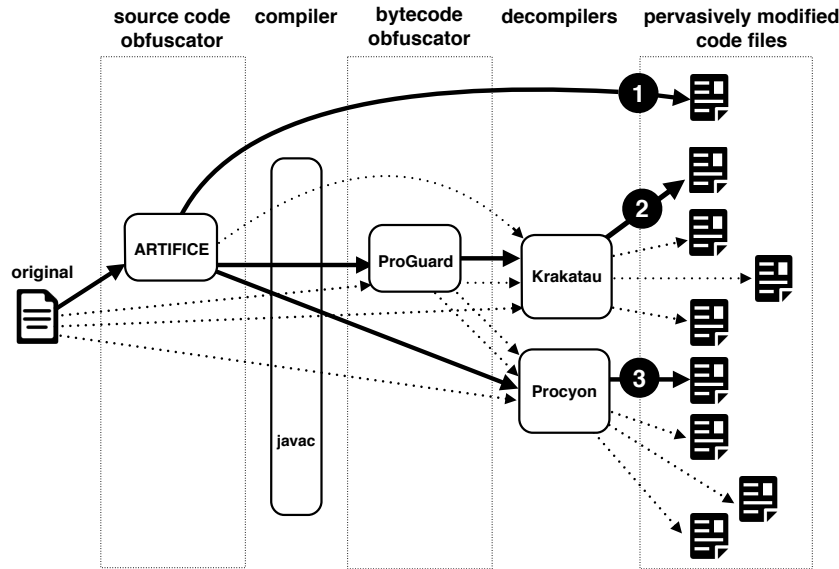 source code
obfuscator
compiler
bytecode
obfuscator
decompilers
pervasively modified
code files
1
2
ARTIFICE
ProGuard
Krakatau
original
3
Procyon
javac